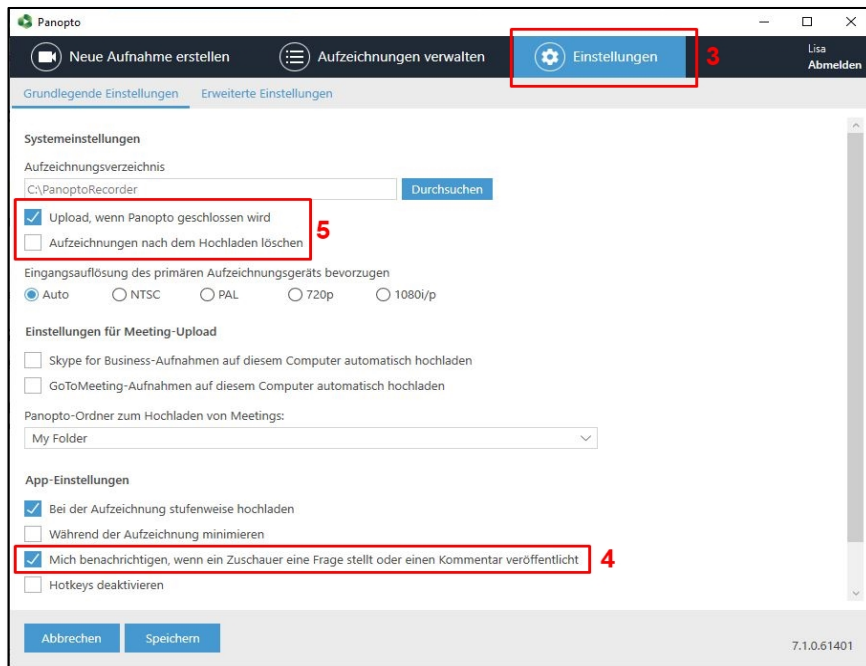 Panopto
Neue Aufnahme erstellen
Aufzeichnungen verwalten
Einstellungen
3
Lisa
Abmelden
Grundlegende Einstellungen
Erweiterte Einstellungen
Systemeinstellungen
Aufzeichnungsverzeichnis
C:\PanoptoRecorder
Durchsuchen
Upload, wenn Panopto geschlossen wird
5
Aufzeichnungen nach dem Hochladen löschen
Eingangsauflösung des primären Aufzeichnungsgeräts bevorzugen
Auto NTSC PAL 720p 1080i/p
Einstellungen für Meeting-Upload
Skype for Business-Aufnahmen auf diesem Computer automatisch hochladen
GoToMeeting-Aufnahmen auf diesem Computer automatisch hochladen
Panopto-Ordner zum Hochladen von Meetings:
My Folder
App-Einstellungen
Bei der Aufzeichnung stufenweise hochladen
Während der Aufzeichnung minimieren
Mich benachrichtigen, wenn ein Zuschauer eine Frage stellt oder einen Kommentar veröffentlicht
4
Hotkeys deaktivieren
Abbrechen
Speichern
7.1.0.61401